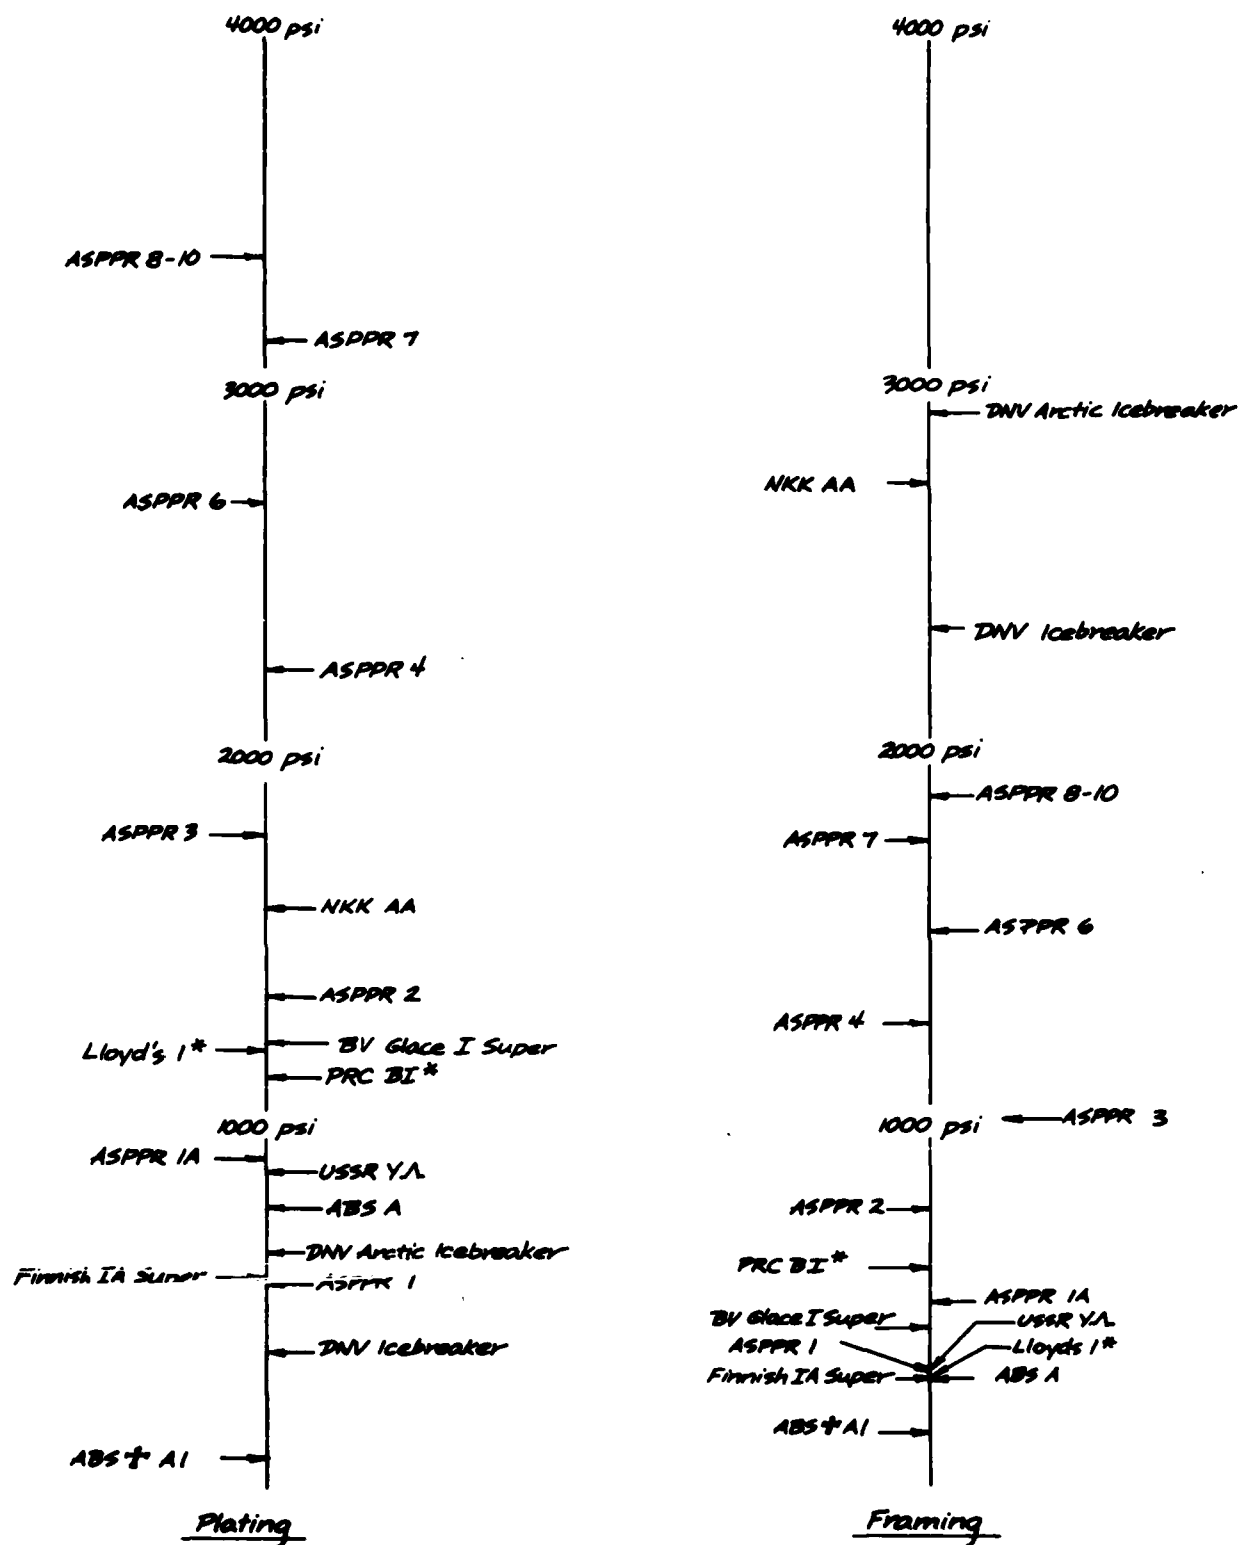 4000 psi
ASPPR 8-10
ASPPR 7
3000 psi
ASPPR 6
ASPPR 4
2000 psi
ASPPR 3
NKK AA
ASPPR 2
BV Glace I Super
Lloyd's 1*
PRC BI*
1000 psi
ASPPR 1A
USSR УЛ
ABS A
DNV Arctic Icebreaker
Finnish IA Super
ASPPR 1
DNV Icebreaker
ABS ✠ A1
Plating
4000 psi
3000 psi
DNV Arctic Icebreaker
NKK AA
DNV Icebreaker
2000 psi
ASPPR 8-10
ASPPR 7
ASPPR 6
ASPPR 4
1000 psi
ASPPR 3
ASPPR 2
PRC BI*
ASPPR 1A
BV Glace I Super
USSR УЛ
ASPPR 1
Lloyds 1*
Finnish IA Super
ABS A
ABS ✠ A1
Framing